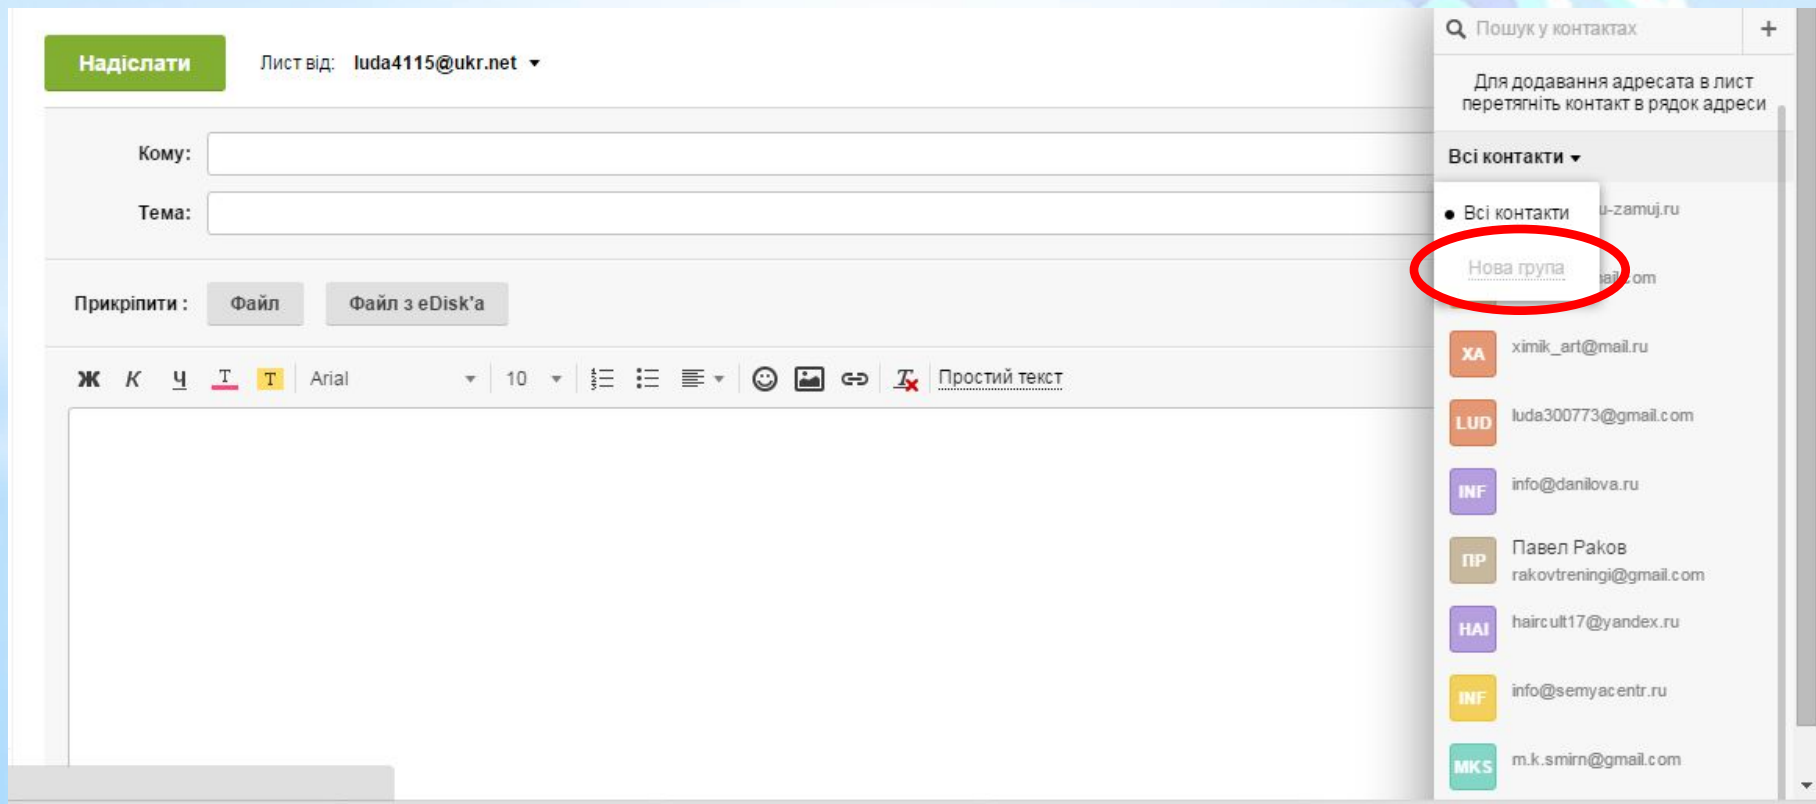 Надіслати
Лист від: luda4115@ukr.net
Кому:
Тема:
Прикріпити :
Файл
Файл з eDisk'а
Ж К Ч Т Т Arial 10 Простий текст
Пошук у контактах +
Для додавання адресата в лист
перетягніть контакт в рядок адреси
Всі контакти
Всі контакти
u-zamuj.ru
Нова група
ail.com
XA ximik_art@mail.ru
LUD luda300773@gmail.com
INF info@danilova.ru
ПР Павел Раков
rakovtreningi@gmail.com
HAI haircult17@yandex.ru
INF info@semyacentr.ru
MKS m.k.smirn@gmail.com